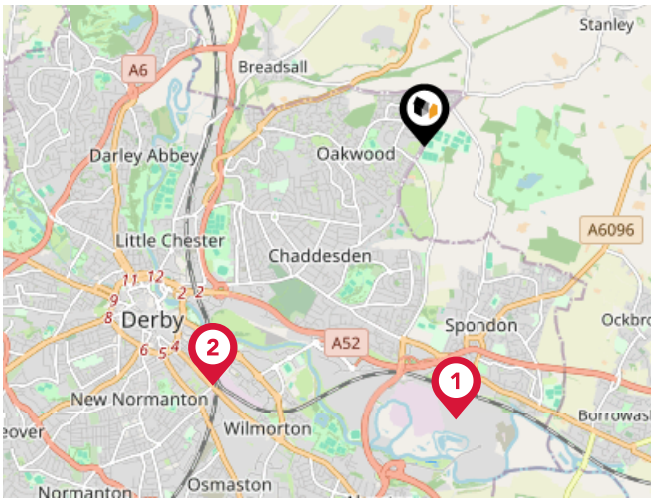 Stanley
Breadsall
A6
Darley Abbey
Oakwood
A6096
Little Chester
Chaddesden
11 12
2 2
9
8
Derby
6 5 4
A52
Spondon
Ockbro
2
1
New Normanton
Wilmorton
Borrowas
eover
Osmaston
Normanton